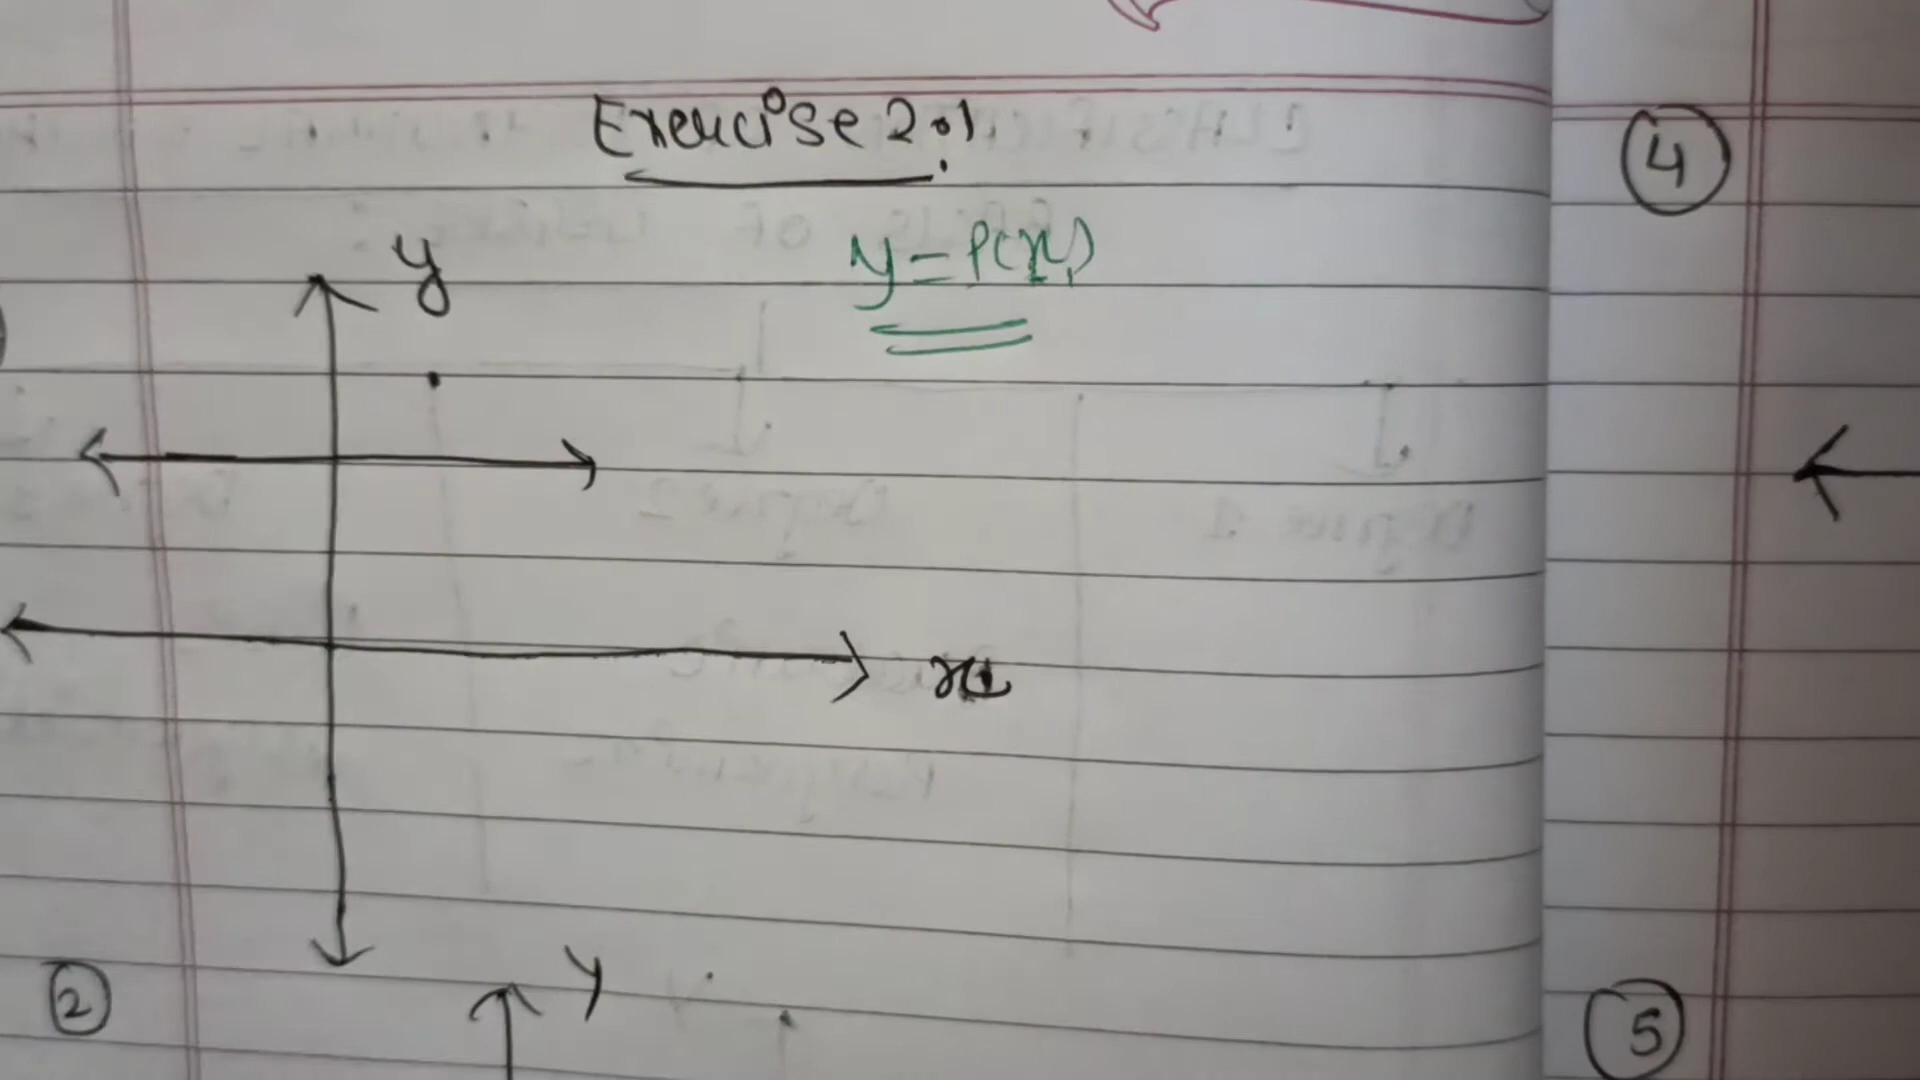 Exercise 2.1
y = P(x)
y
x
2
y
4
5